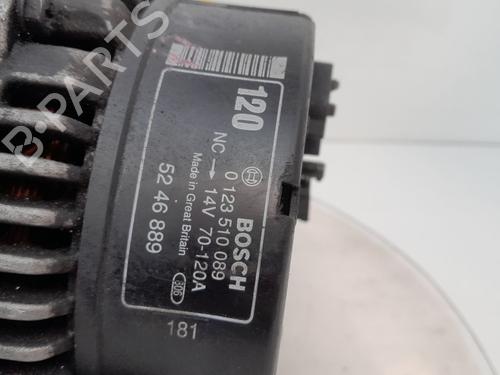 120
BOSCH
0 123 510 089
NC → 14V 70-120A
Made in Great Britain
52 46 889
806
181
B-PARTS